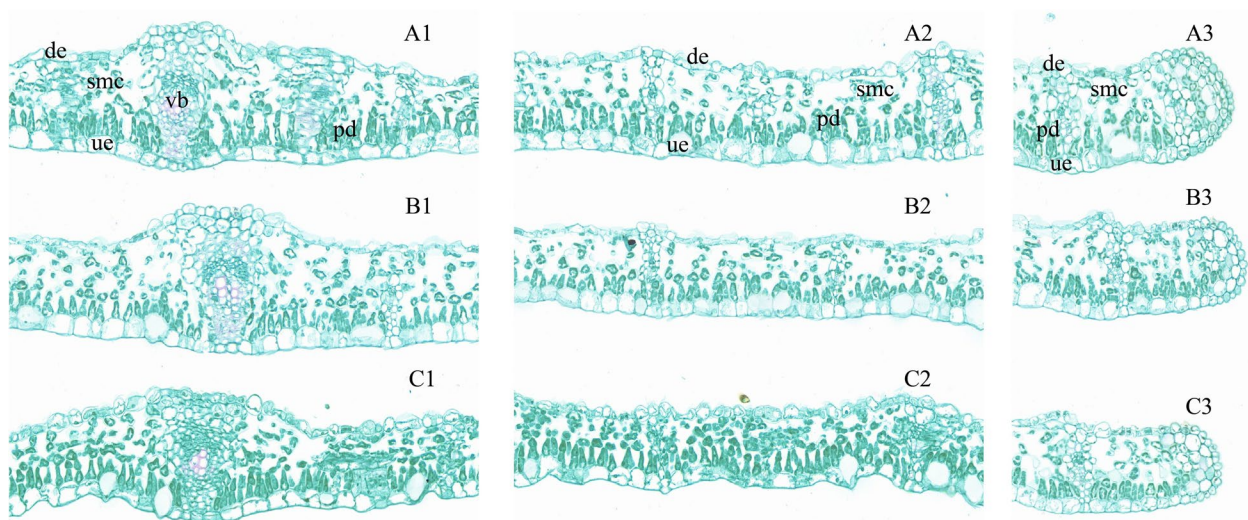 A1
de
smc
vb
pd
ue
A2
de
smc
pd
ue
A3
de
smc
pd
ue
B1
B2
B3
C1
C2
C3